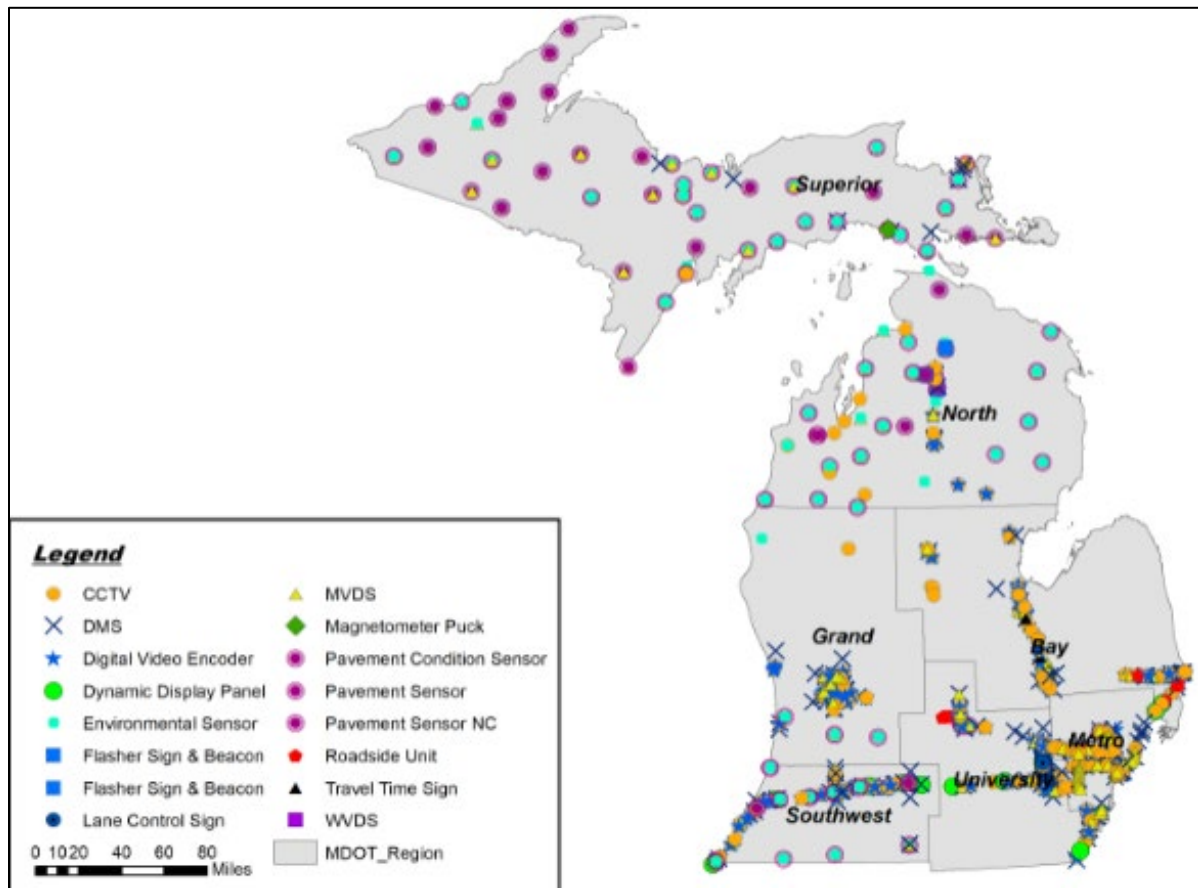 Superior
North
Grand
Bay
Metro
University
Southwest
Legend
CCTV
DMS
Digital Video Encoder
Dynamic Display Panel
Environmental Sensor
Flasher Sign & Beacon
Flasher Sign & Beacon
Lane Control Sign
MVDS
Magnetometer Puck
Pavement Condition Sensor
Pavement Sensor
Pavement Sensor NC
Roadside Unit
Travel Time Sign
WVDS
MDOT_Region
0 10 20 40 60 80
Miles